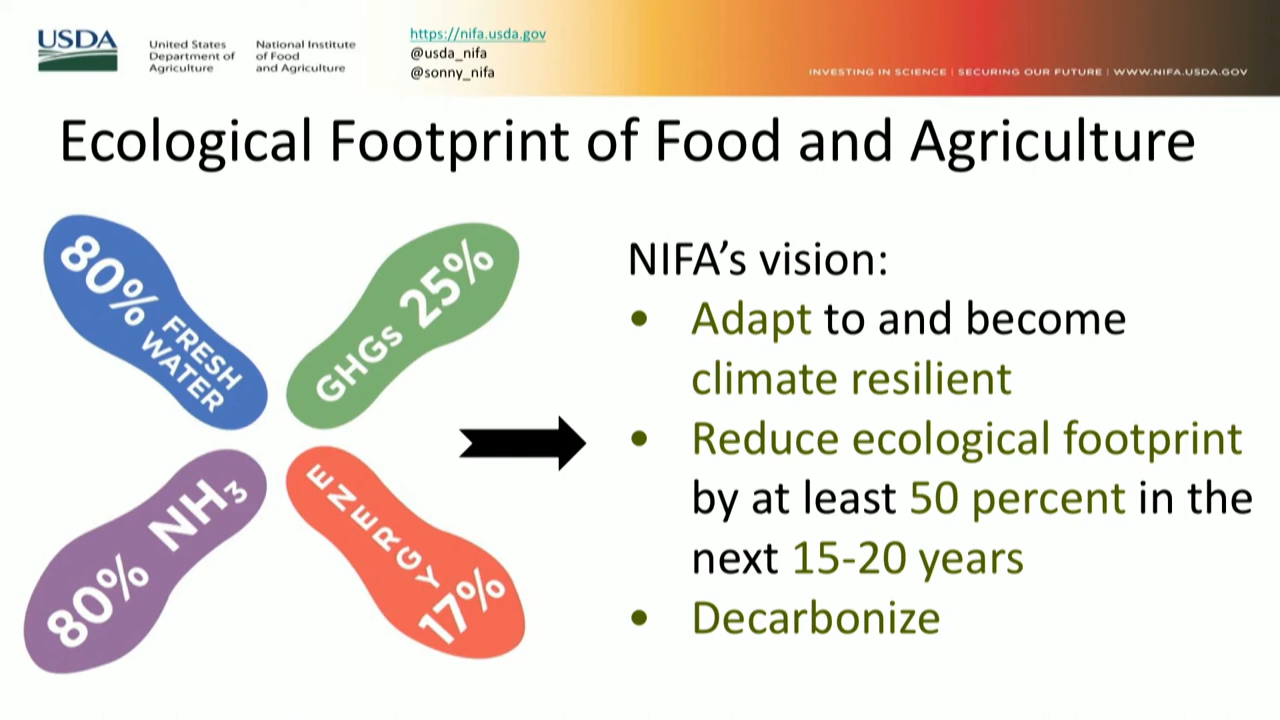 USDA
United States
Department of
Agriculture
National Institute
of Food
and Agriculture
https://nifa.usda.gov
@usda_nifa
@sonny_nifa
INVESTING IN SCIENCE | SECURING OUR FUTURE | WWW.NIFA.USDA.GOV
Ecological Footprint of Food and Agriculture
80%
FRESH
WATER
GHGs 25%
80% NH₃
ENERGY
17%
NIFA’s vision:
• Adapt to and become
climate resilient
• Reduce ecological footprint
by at least 50 percent in the
next 15-20 years
• Decarbonize